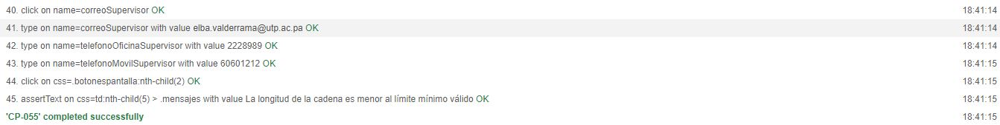 40. click on name=correoSupervisor OK 18:41:14
41. type on name=correoSupervisor with value elba.valderrama@utp.ac.pa OK 18:41:14
42. type on name=telefonoOficinaSupervisor with value 2228989 OK 18:41:14
43. type on name=telefonoMovilSupervisor with value 60601212 OK 18:41:15
44. click on css=.botonespantalla:nth-child(2) OK 18:41:15
45. assertText on css=td:nth-child(5) > .mensajes with value La longitud de la cadena es menor al límite mínimo válido OK 18:41:15
'CP-055' completed successfully 18:41:15